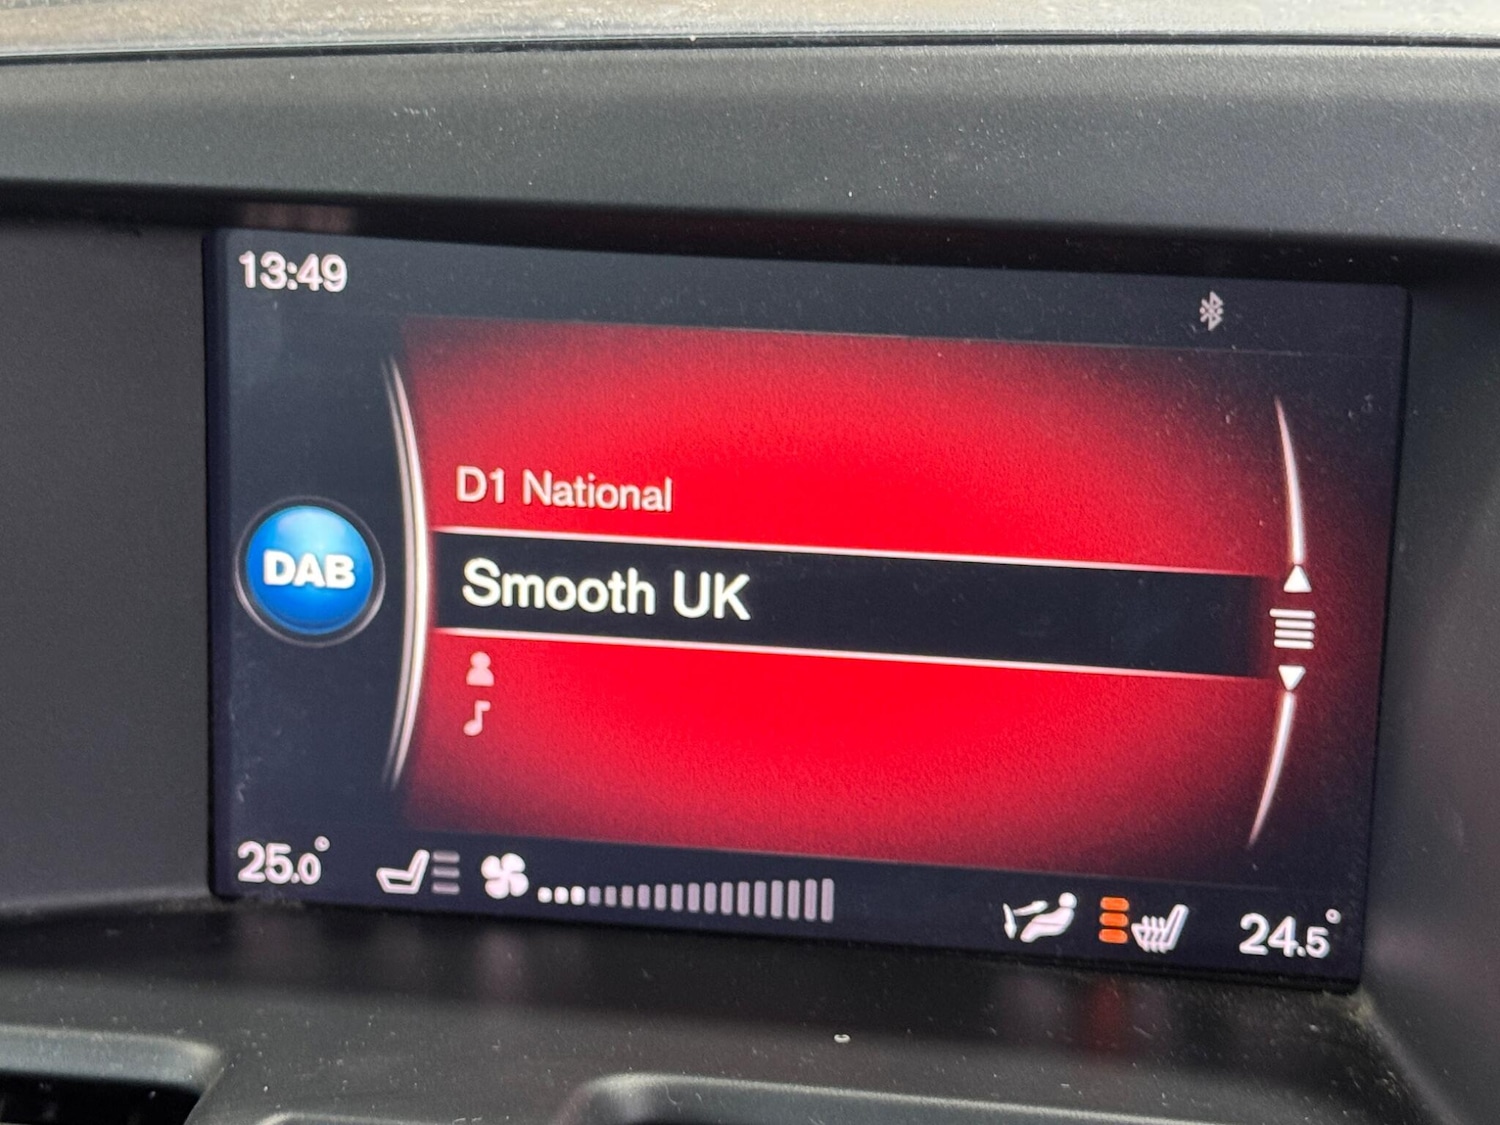 13:49
D1 National
DAB
Smooth UK
25.0°
24.5°